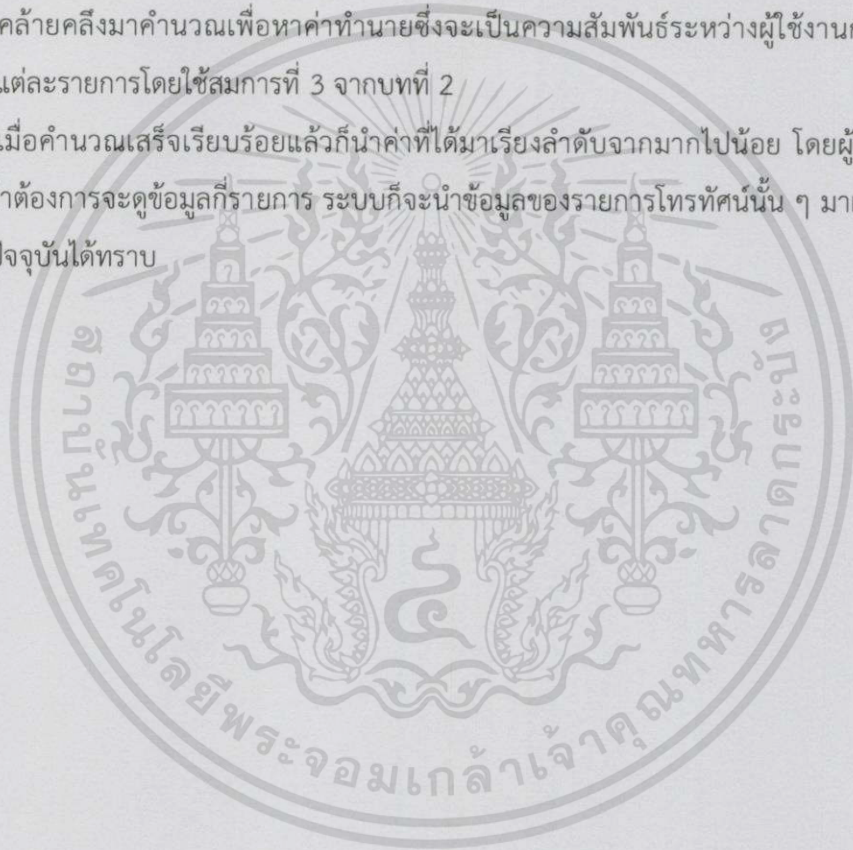 คล้ายคลึงมาคำนวณเพื่อหาค่าทำนายซึ่งจะเป็นความสัมพันธ์ระหว่างผู้ใช้งาน
แต่ละรายการโดยใช้สมการที่ 3 จากบทที่ 2
เมื่อคำนวณเสร็จเรียบร้อยแล้วก็นำค่าที่ได้มาเรียงลำดับจากมากไปน้อย โดยผู้
าต้องการจะดูข้อมูลกี่รายการ ระบบก็จะนำข้อมูลของรายการโทรทัศน์นั้น ๆ มา
ปัจจุบันได้ทราบ
สถาบันเทคโนโลยีพระจอมเกล้าเจ้าคุณทหารลาดกระบัง